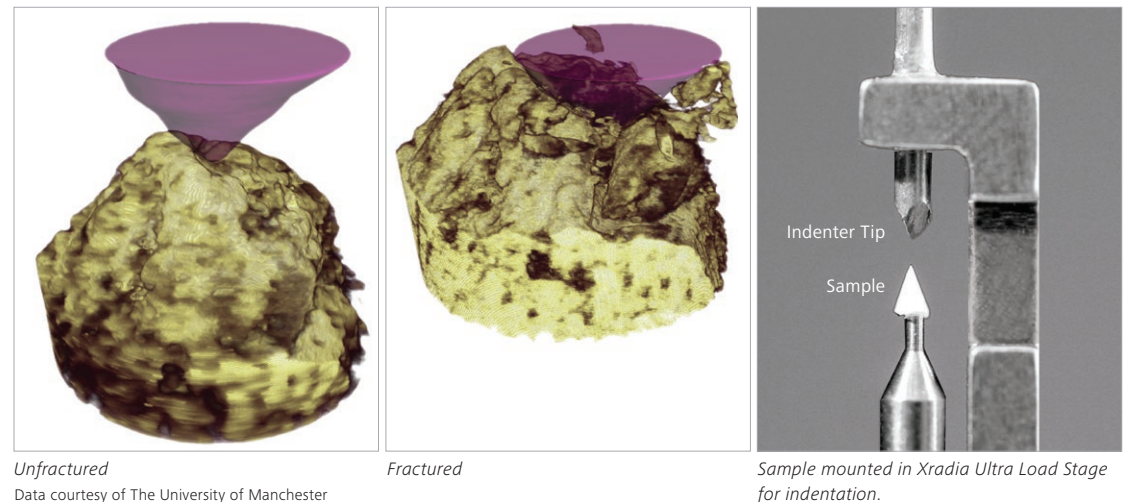 Indenter Tip
Sample
Unfractured
Data courtesy of The University of Manchester
Fractured
Sample mounted in Xradia Ultra Load Stage
for indentation.